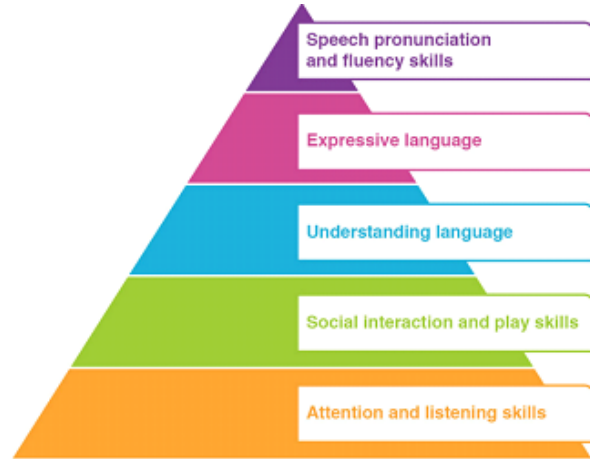 Speech pronunciation
and fluency skills
Expressive language
Understanding language
Social interaction and play skills
Attention and listening skills